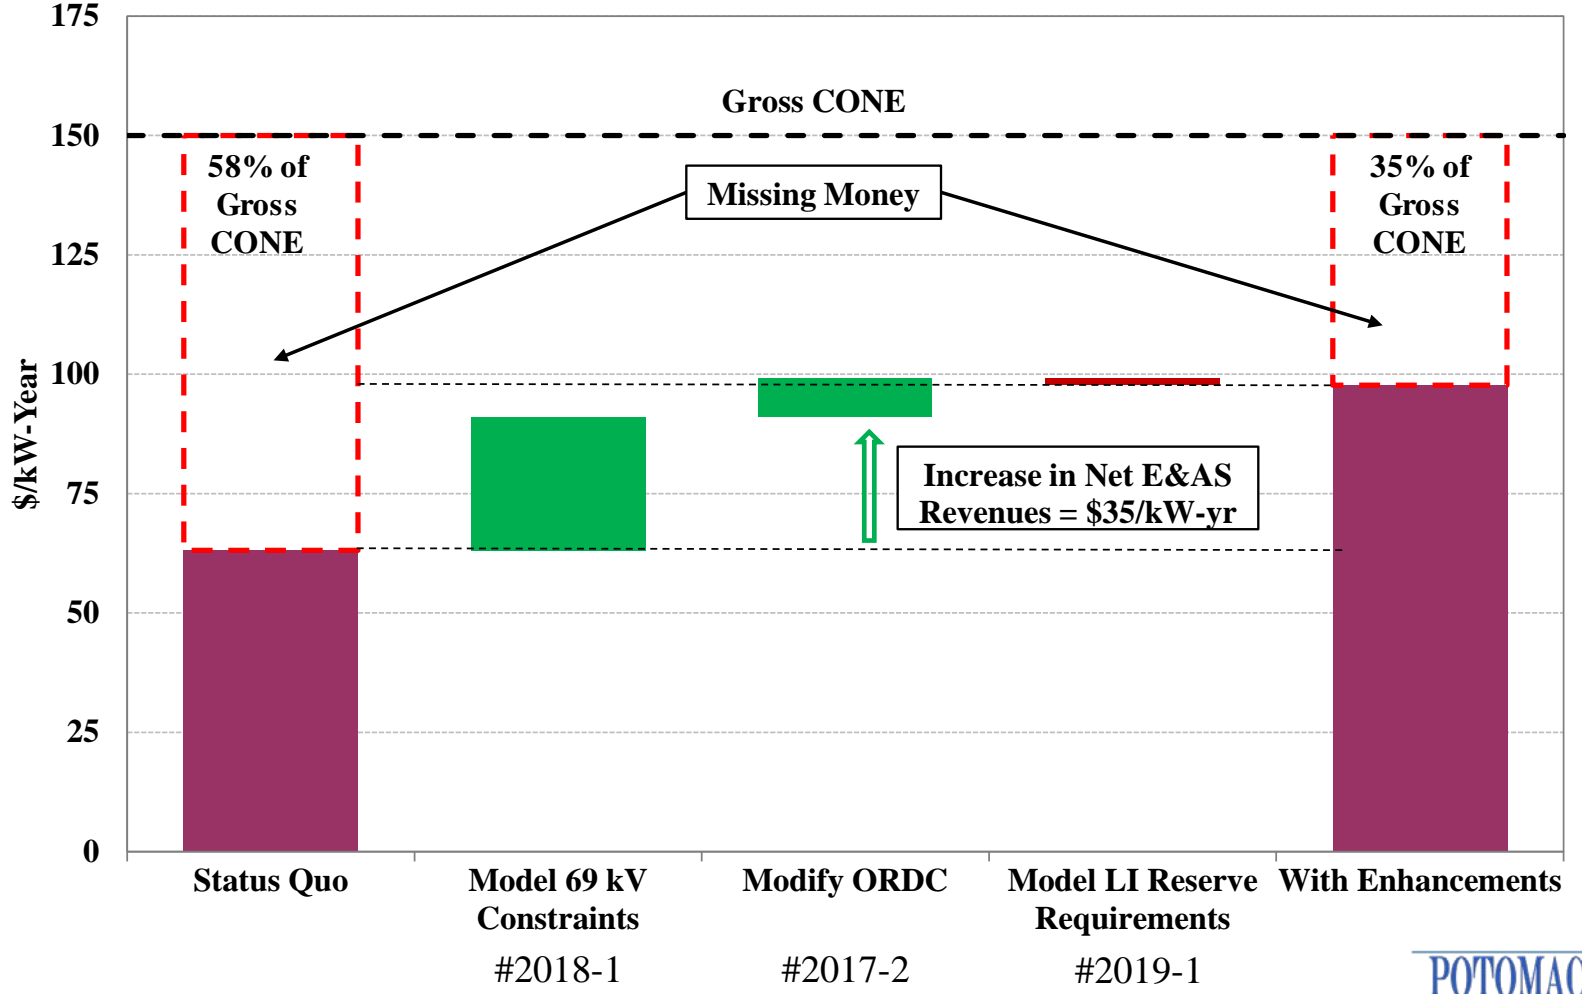 175
Gross CONE
150
58% of
Gross
CONE
Missing Money
35% of
Gross
CONE
125
100
$/kW-Year
Increase in Net E&AS
Revenues = $35/kW-yr
75
50
25
0
Status Quo
Model 69 kV
Constraints
#2018-1
Modify ORDC
#2017-2
Model LI Reserve
Requirements
#2019-1
With Enhancements
POTOMAC